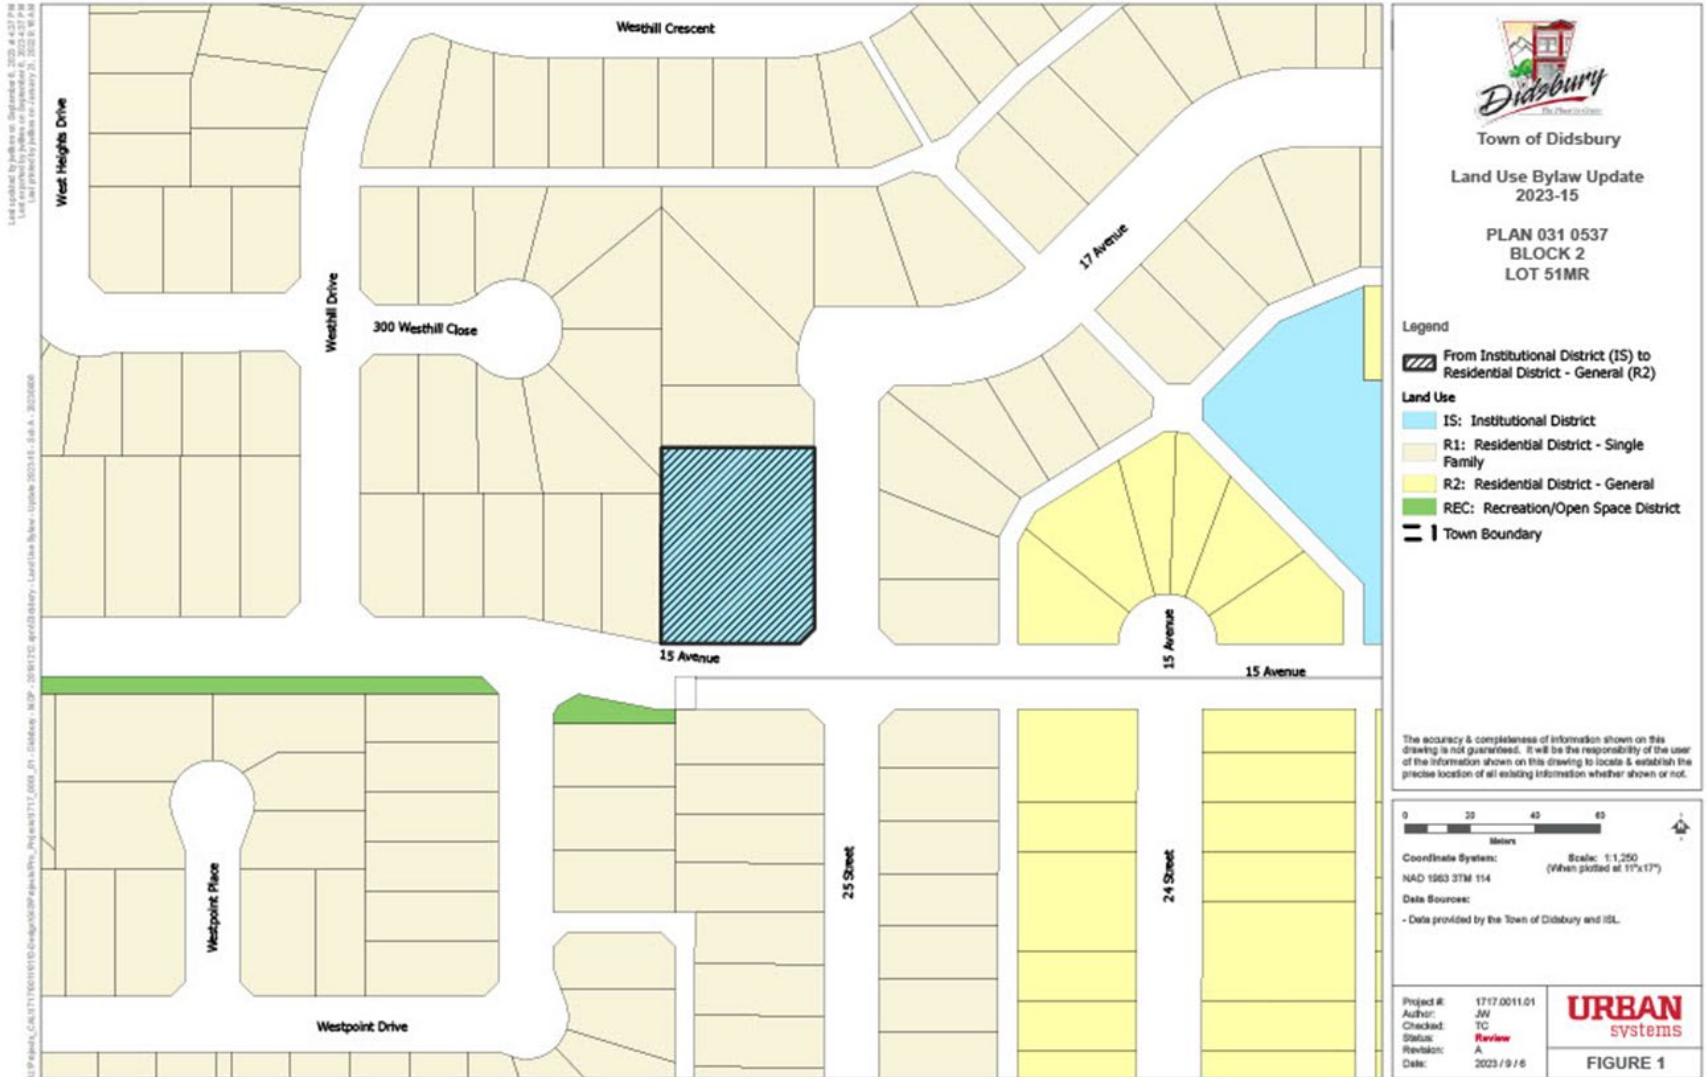 Westhill Crescent
West Heights Drive
Westhill Drive
300 Westhill Close
17 Avenue
15 Avenue
15 Avenue
15 Avenue
25 Street
24 Street
Westpoint Place
Westpoint Drive
Didsbury
Town of Didsbury
Land Use Bylaw Update
2023-15
PLAN 031 0537
BLOCK 2
LOT 51MR
Legend
From Institutional District (IS) to
Residential District - General (R2)
Land Use
IS: Institutional District
R1: Residential District - Single
Family
R2: Residential District - General
REC: Recreation/Open Space District
Town Boundary
The accuracy & completeness of information shown on this
drawing is not guaranteed. It will be the responsibility of the user
of the information shown on this drawing to locate & establish the
precise location of all existing information whether shown or not.
0 20 40 60
Meters
Coordinate System:
Scale: 1:1,250
(When plotted at 11"x17")
NAD 1983 3TM 114
Data Sources:
- Data provided by the Town of Didsbury and ISL.
Project #: 1717.0011.01
Author: JW
Checked: TC
Status: Review
Revision: A
Date: 2023 / 9 / 6
URBAN
systems
FIGURE 1